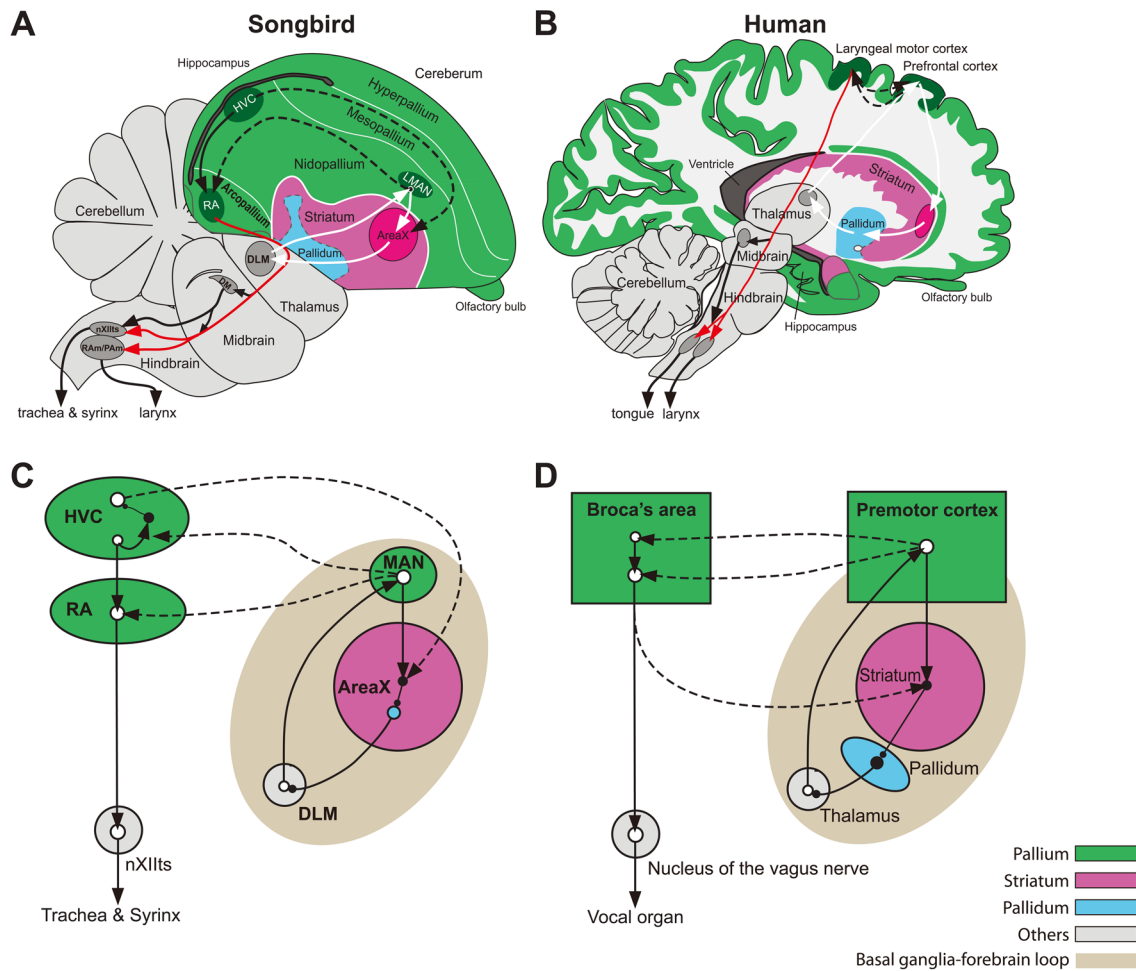 A
Songbird
Hippocampus
Cereberum
HVC
Hyperpallium
Mesopallium
Nidopallium
LMAN
RA
Arcopallium
Striatum
Cerebellum
AreaX
DLM
Pallidum
DM
Thalamus
Olfactory bulb
nXIIts
Midbrain
RAm/PAm
Hindbrain
trachea & syrinx
larynx
B
Human
Laryngeal motor cortex
Prefrontal cortex
Ventricle
Striatum
Thalamus
Pallidum
Midbrain
Cerebellum
Hindbrain
Olfactory bulb
Hippocampus
tongue
larynx
C
HVC
MAN
RA
AreaX
DLM
nXIIts
Trachea & Syrinx
D
Broca's area
Premotor cortex
Striatum
Pallidum
Thalamus
Nucleus of the vagus nerve
Vocal organ
Pallium
Striatum
Pallidum
Others
Basal ganglia-forebrain loop